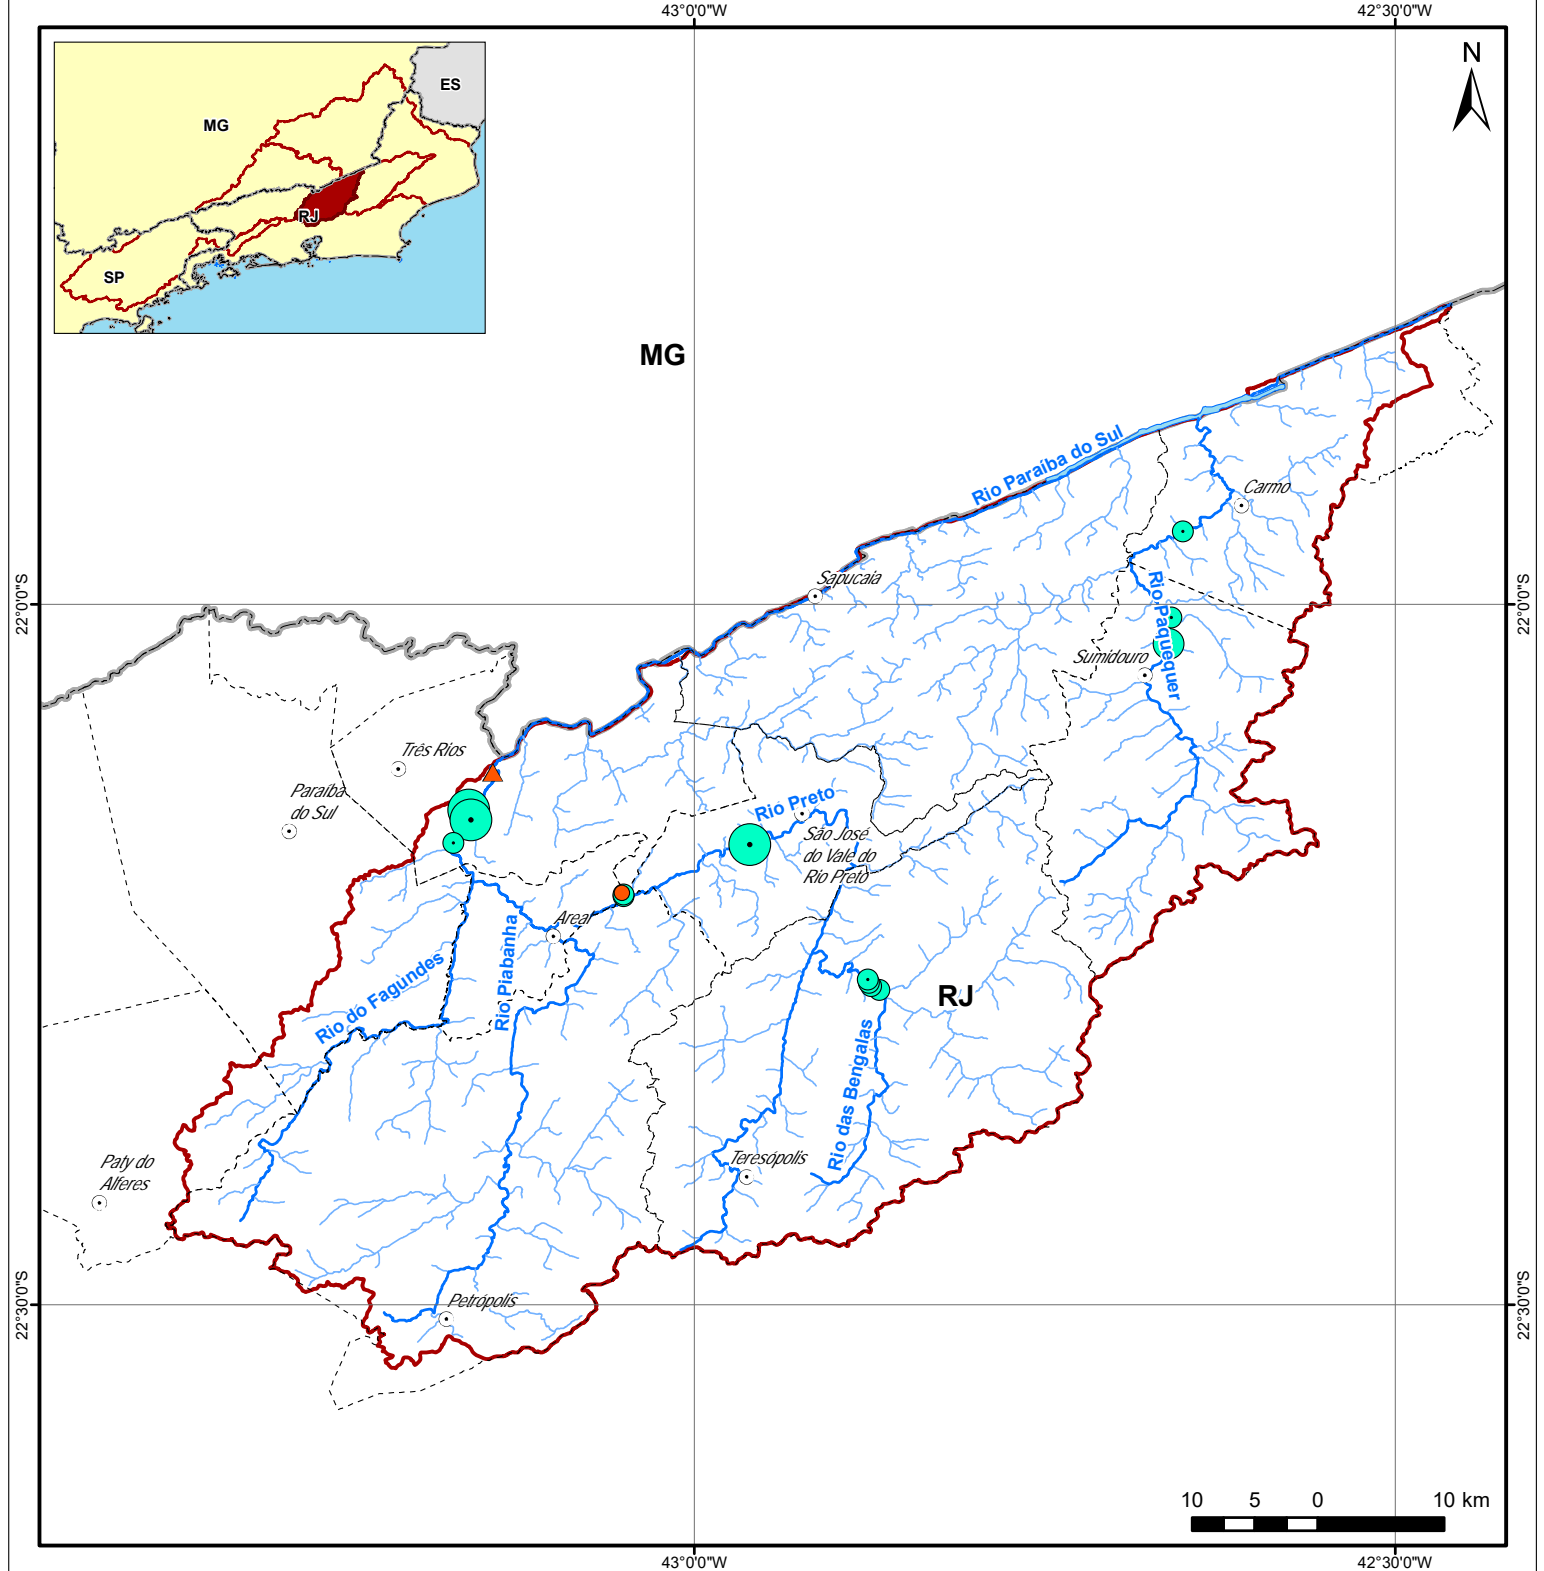 43°0'0"W
42°30'0"W
N
ES
MG
RJ
SP
MG
Rio Paraíba do Sul
Carmo
Sapucaia
22°0'0"S
22°0'0"S
Rio Paquequer
Sumidouro
Três Rios
Paraíba
do Sul
Rio Preto
São José
do Vale do
Rio Preto
Areal
Rio Piabanha
Rio do Fagundes
RJ
Rio das Bengalas
Teresópolis
Paty do
Alferes
Petrópolis
22°30'0"S
22°30'0"S
10 5 0 10 km
43°0'0"W
42°30'0"W